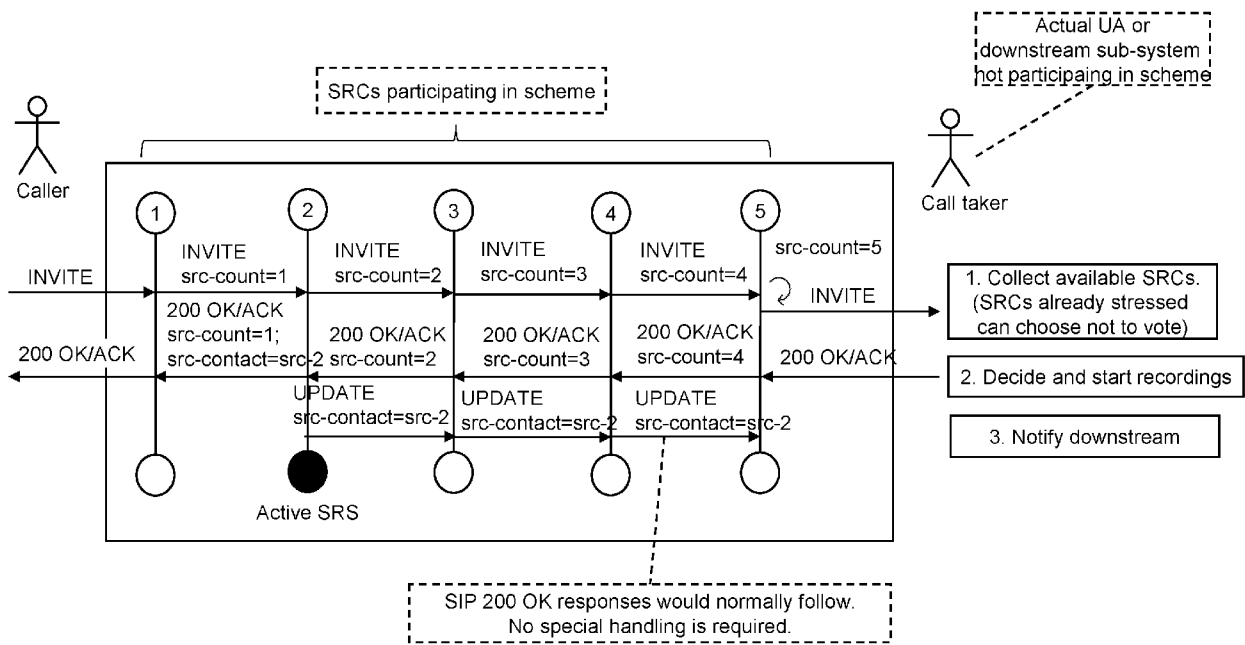 Actual UA or
downstream sub-system
not participaing in scheme
SRCs participating in scheme
Caller
Call taker
1
2
3
4
5
INVITE
INVITE
src-count=1
INVITE
src-count=2
INVITE
src-count=3
INVITE
src-count=4
src-count=5
INVITE
1. Collect available SRCs.
(SRCs already stressed
can choose not to vote)
200 OK/ACK
200 OK/ACK
src-count=1;
src-contact=src-2
200 OK/ACK
src-count=2
200 OK/ACK
src-count=3
200 OK/ACK
src-count=4
200 OK/ACK
2. Decide and start recordings
UPDATE
src-contact=src-2
UPDATE
src-contact=src-2
UPDATE
src-contact=src-2
3. Notify downstream
Active SRS
SIP 200 OK responses would normally follow.
No special handling is required.